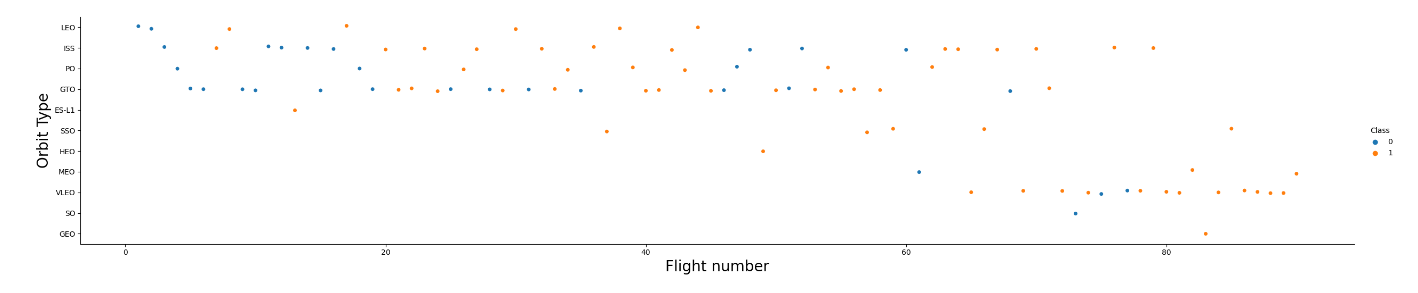 Orbit Type
LEO
ISS
PO
GTO
ES-L1
SSO
HEO
MEO
VLEO
SO
GEO
0
20
40
60
80
Flight number
Class
0
1